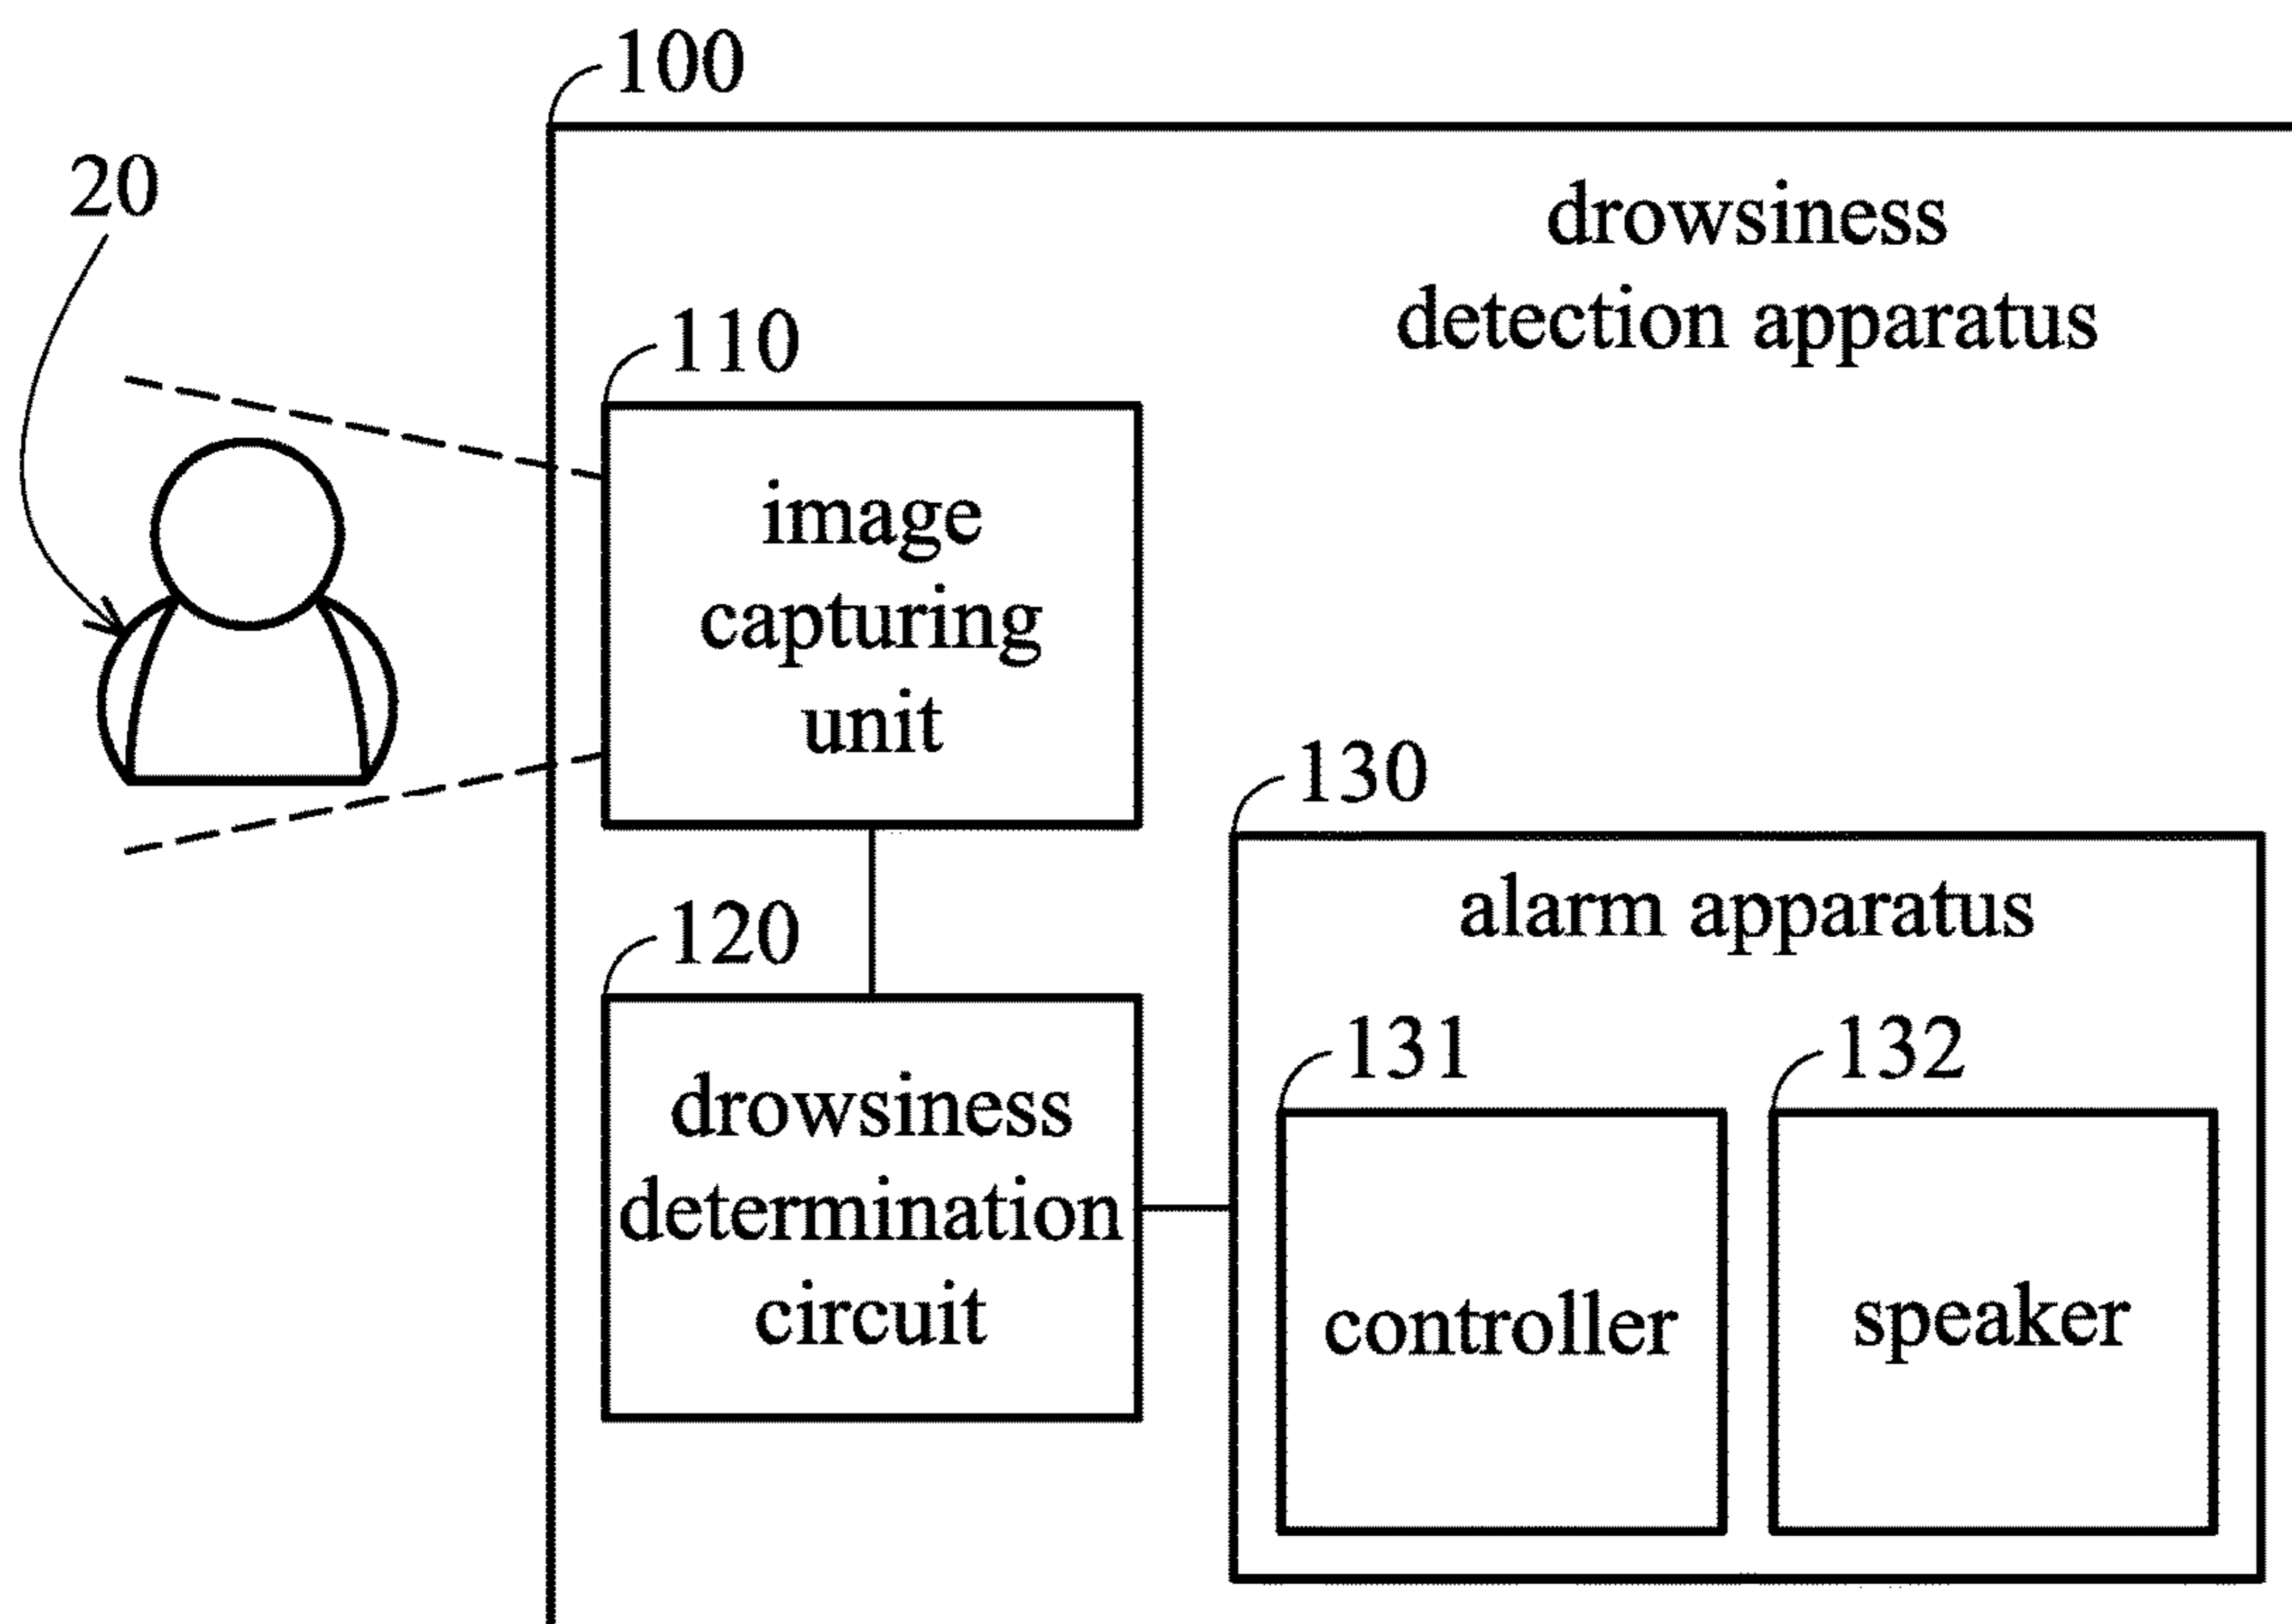 100
20
drowsiness
detection apparatus
110
image
capturing
unit
130
alarm apparatus
120
drowsiness
determination
circuit
131
132
controller
speaker